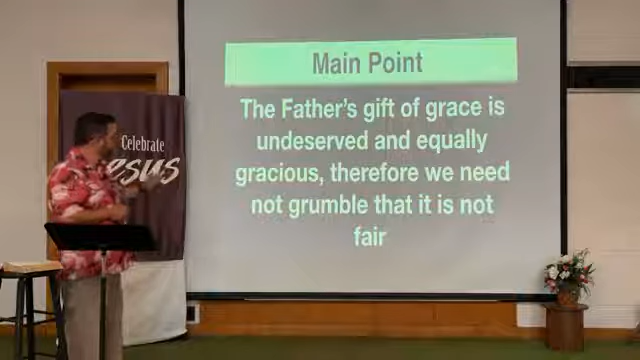 Main Point
The Father's gift of grace is
undeserved and equally
gracious, therefore we need
not grumble that it is not
fair
Celebrate
Jesus